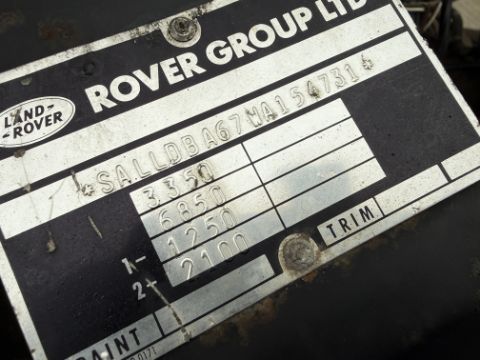 ROVER GROUP LTD
LAND-
ROVER
*SALLDBA67MA154731*
3350
6850
1- 1250
2- 2100
TRIM
PAINT